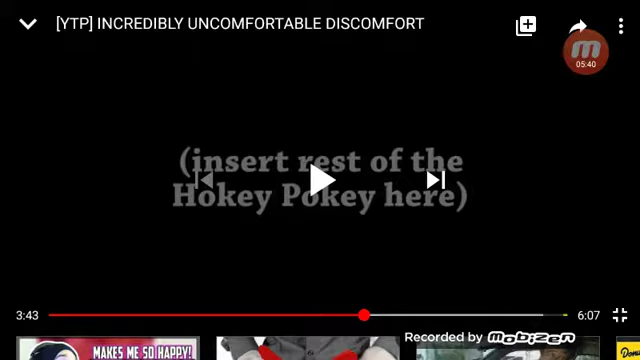 [YTP] INCREDIBLY UNCOMFORTABLE DISCOMFORT
05:40
(insert rest of the
Hokey Pokey here)
3:43
6:07
Recorded by mobizen
MAKES ME SO HAPPY!